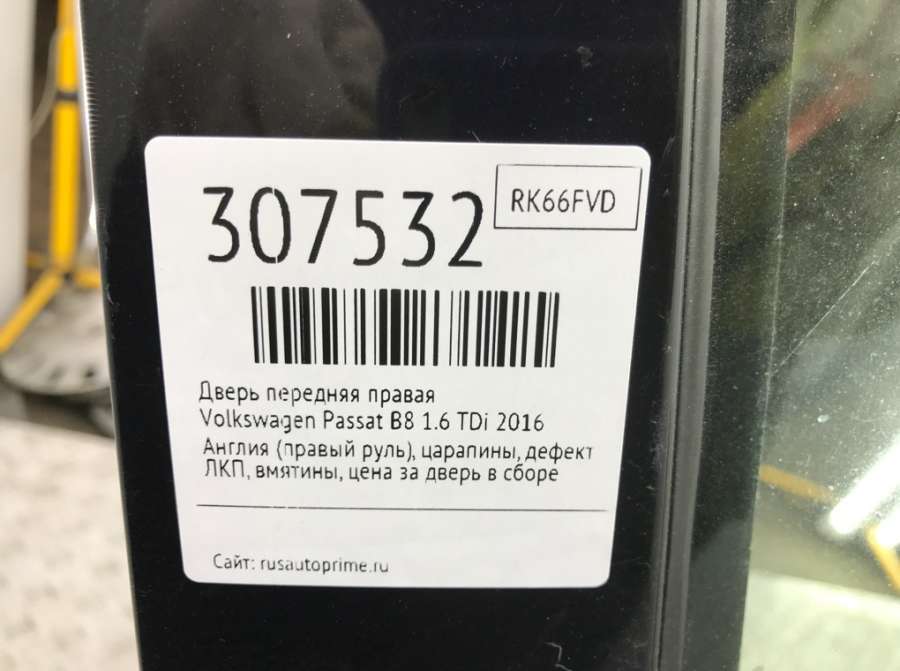 307532
RK66FVD
Дверь передняя правая
Volkswagen Passat B8 1.6 TDi 2016
Англия (правый руль), царапины, дефект
ЛКП, вмятины, цена за дверь в сборе
Сайт: rusautoprime.ru